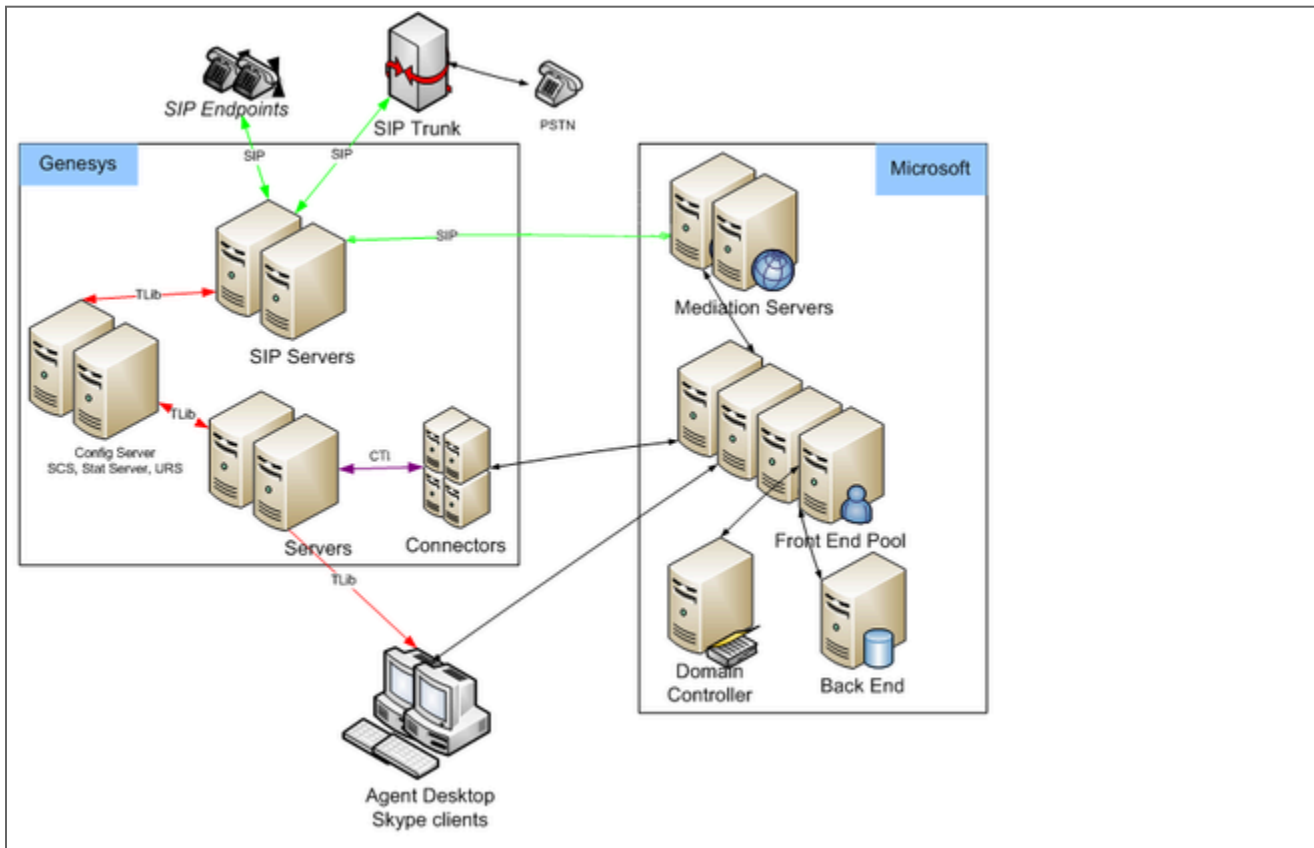 SIP Endpoints
SIP Trunk
PSTN
SIP
SIP
Genesys
Microsoft
SIP
Mediation Servers
TLib
SIP Servers
TLib
Config Server
SCS, Stat Server, URS
CTI
Servers
Connectors
Front End Pool
TLib
Domain
Controller
Back End
Agent Desktop
Skype clients